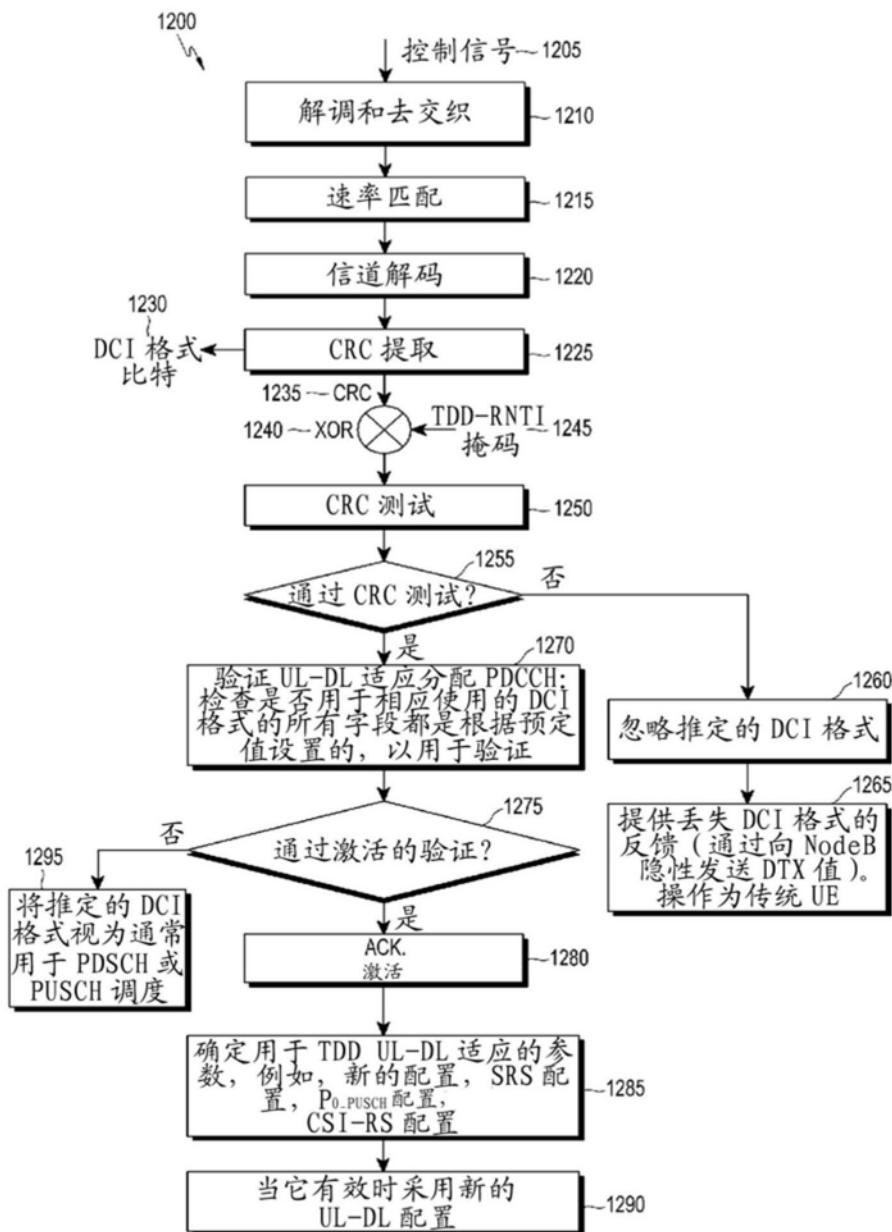 1200
控制信号
1205
解调和去交织
1210
速率匹配
1215
信道解码
1220
1230
DCI 格式
比特
CRC 提取
1225
1235
CRC
1240
XOR
TDD-RNTI
掩码
1245
CRC 测试
1250
1255
通过 CRC 测试?
否
是
1270
验证 UL-DL 适应分配 PDCCH:
检查是否用于相应使用的 DCI
格式的所有字段都是根据预定
值设置的, 以用于验证
1260
忽略推定的 DCI 格式
1265
提供丢失 DCI 格式的
反馈 (通过向 NodeB
隐性发送 DTX 值)。
操作为传统 UE
1275
通过激活的验证?
否
是
1295
将推定的 DCI
格式视为通常
用于 PDSCH 或
PUSCH 调度
ACK.
激活
1280
确定用于 TDD UL-DL 适应的参
数, 例如, 新的配置, SRS 配
置, P0_PUSCH 配置,
CSI-RS 配置
1285
当它有效时采用新的
UL-DL 配置
1290